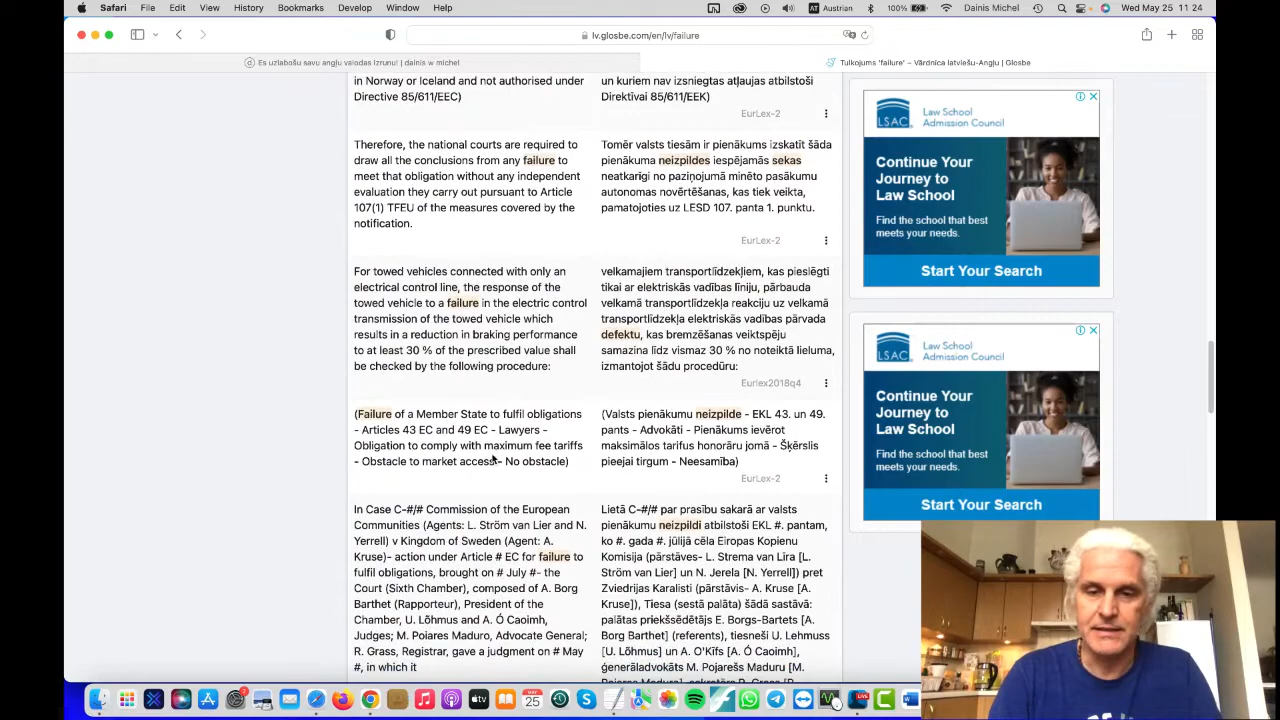 Safari File Edit View History Bookmarks Develop Window Help
Austrian 100% Dainis Michel Wed May 25 11 24
lv.glosbe.com/en/lv/failure
Es uzlabošu savu angļu valodas izrunu! | dainis w michel
Tulkojums 'failure' – Vārdnīca latviešu-Angļu | Glosbe
in Norway or Iceland and not authorised under
Directive 85/611/EEC)
un kuriem nav izsniegtas atļaujas atbilstoši
Direktīvai 85/611/EEK)
EurLex-2
Therefore, the national courts are required to
draw all the conclusions from any failure to
meet that obligation without any independent
evaluation they carry out pursuant to Article
107(1) TFEU of the measures covered by the
notification.
Tomēr valsts tiesām ir pienākums izskatīt šāda
pienākuma neizpildes iespējamās sekas
neatkarīgi no paziņojumā minēto pasākumu
autonomas novērtēšanas, kas tiek veikta,
pamatojoties uz LESD 107. panta 1. punktu.
EurLex-2
For towed vehicles connected with only an
electrical control line, the response of the
towed vehicle to a failure in the electric control
transmission of the towed vehicle which
results in a reduction in braking performance
to at least 30 % of the prescribed value shall
be checked by the following procedure:
velkamajiem transportlīdzekļiem, kas pieslēgti
tikai ar elektriskās vadības līniju, pārbauda
velkamā transportlīdzekļa reakciju uz velkamā
transportlīdzekļa elektriskās vadības pārvada
defektu, kas bremzēšanas veiktspēju
samazina līdz vismaz 30 % no noteiktā lieluma,
izmantojot šādu procedūru:
Eurlex2018q4
(Failure of a Member State to fulfil obligations
- Articles 43 EC and 49 EC - Lawyers -
Obligation to comply with maximum fee tariffs
- Obstacle to market access - No obstacle)
(Valsts pienākumu neizpilde - EKL 43. un 49.
pants - Advokāti - Pienākums ievērot
maksimālos tarifus honorāru jomā - Šķērslis
pieejai tirgum - Neesamība)
EurLex-2
In Case C-#/# Commission of the European
Communities (Agents: L. Ström van Lier and N.
Yerrell) v Kingdom of Sweden (Agent: A.
Kruse)- action under Article # EC for failure to
fulfil obligations, brought on # July #- the
Court (Sixth Chamber), composed of A. Borg
Barthet (Rapporteur), President of the
Chamber, U. Lõhmus and A. Ó Caoimh,
Judges; M. Poiares Maduro, Advocate General;
R. Grass, Registrar, gave a judgment on # May
#, in which it
Lietā C-#/# par prasību sakarā ar valsts
pienākumu neizpildi atbilstoši EKL #. pantam,
ko #. gada #. jūlijā cēla Eiropas Kopienu
Komisija (pārstāves- L. Strema van Lira [L.
Ström van Lier] un N. Jerela [N. Yerrell]) pret
Zviedrijas Karalisti (pārstāvis- A. Kruse [A.
Kruse]), Tiesa (sestā palāta) šādā sastāvā:
palātas priekšsēdētājs E. Borgs-Bartets [A.
Borg Barthet] (referents), tiesneši U. Lehmuss
[U. Lõhmus] un A. O'Kīfs [A. Ó Caoimh],
ģenerāladvokāts M. Pojarešs Maduru [M.
LSAC
Law School
Admission Council
Continue Your
Journey to
Law School
Find the school that best
meets your needs.
Start Your Search
LSAC
Law School
Admission Council
Continue Your
Journey to
Law School
Find the school that best
meets your needs.
Start Your Search